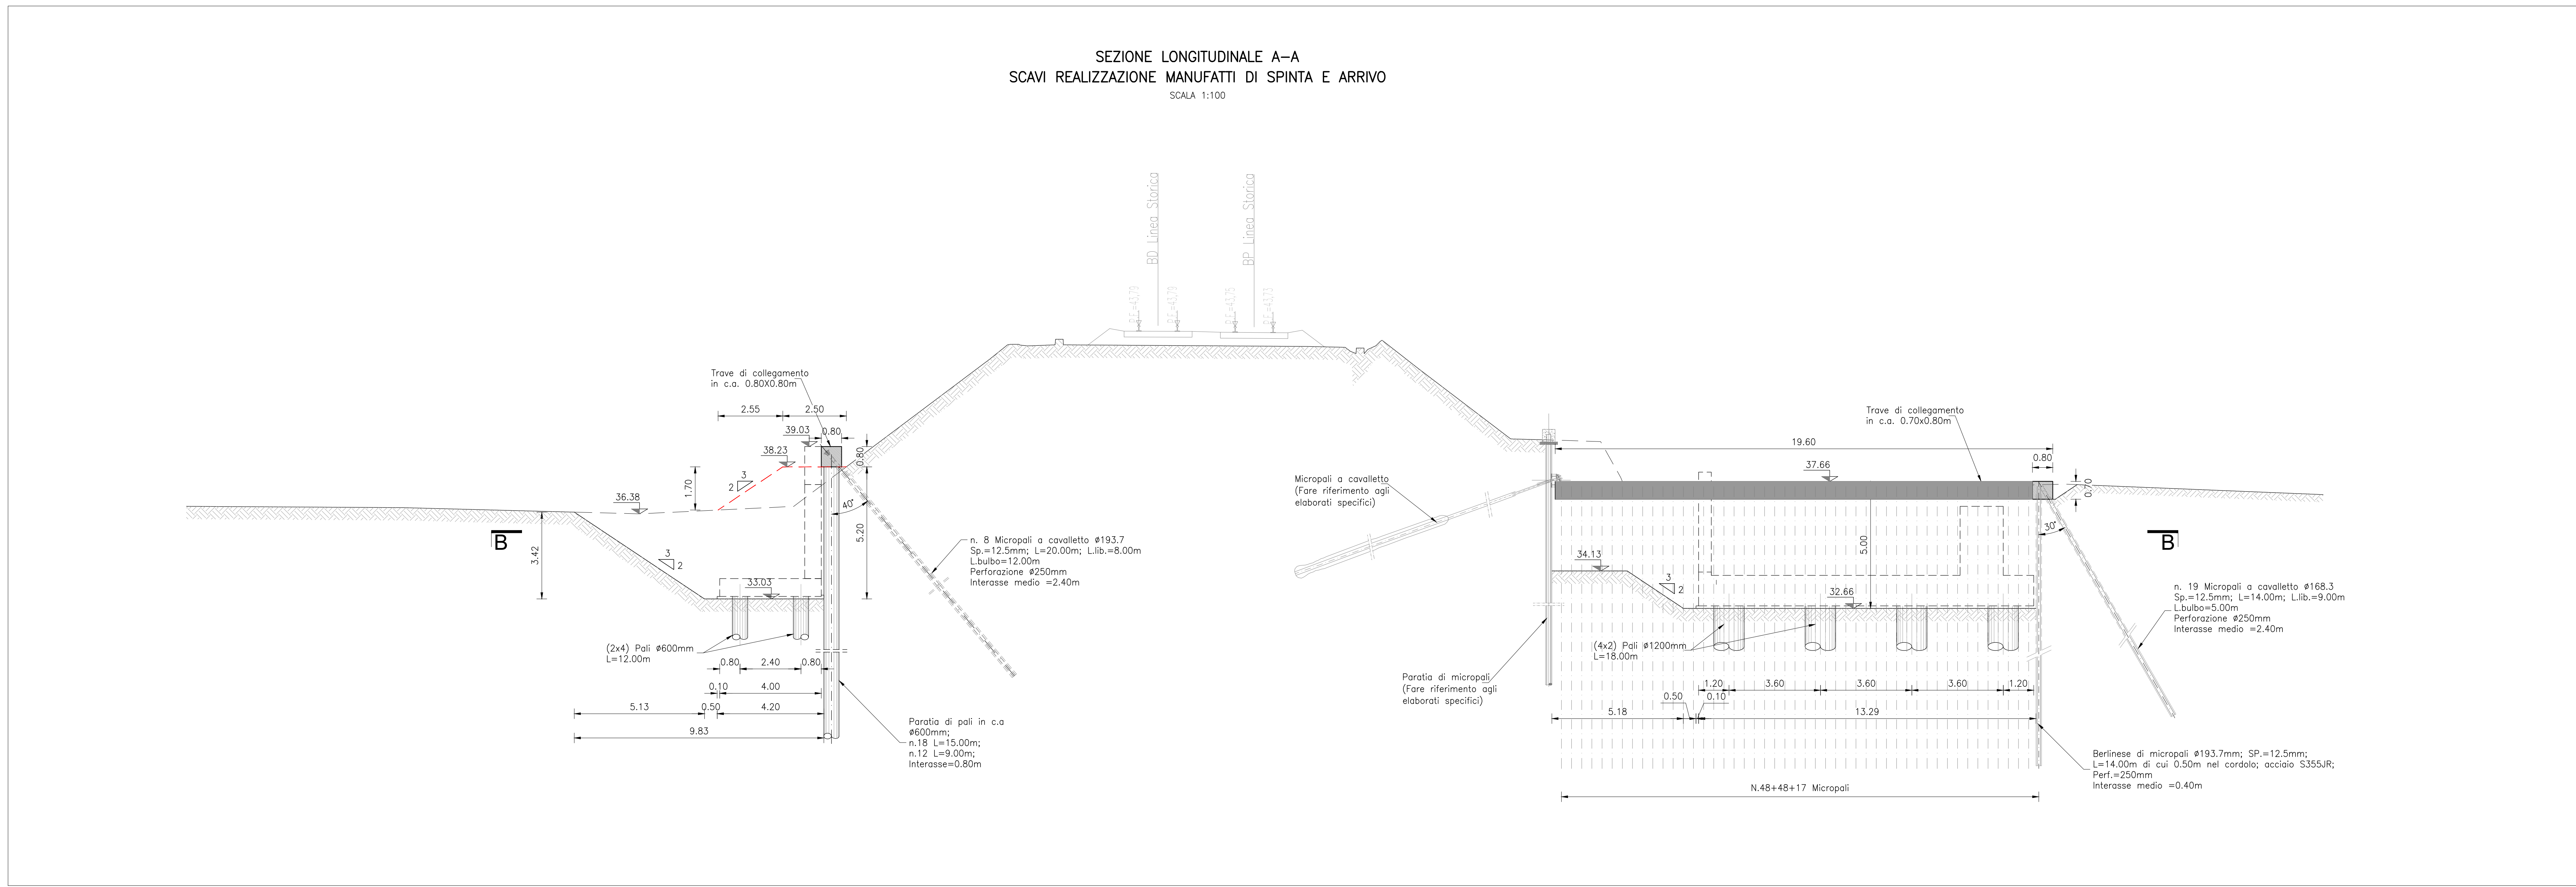 SEZIONE LONGITUDINALE A-A
SCAVI REALIZZAZIONE MANUFATTI DI SPINTA E ARRIVO
SCALA 1:100
BD Linea Storica
BP Linea Storica
P.F.=43,79
P.F.=43,79
P.F.=43,75
P.F.=43,73
Trave di collegamento
in c.a. 0.80X0.80m
2.55
2.50
39.03
0.80
38.23
0.80
3
2
1.70
36.38
40°
5.20
B
3.42
3
2
33.03
n. 8 Micropali a cavalletto ø193.7
Sp.=12.5mm; L=20.00m; L.lib.=8.00m
L.bulbo=12.00m
Perforazione ø250mm
Interasse medio =2.40m
(2x4) Pali ø600mm
L=12.00m
0.80
2.40
0.80
0.10
4.00
5.13
0.50
4.20
9.83
Paratia di pali in c.a
ø600mm;
n.18 L=15.00m;
n.12 L=9.00m;
Interasse=0.80m
Micropali a cavalletto
(Fare riferimento agli
elaborati specifici)
Trave di collegamento
in c.a. 0.70x0.80m
19.60
0.80
37.66
0.70
34.13
3
2
5.00
32.66
30°
B
n. 19 Micropali a cavalletto ø168.3
Sp.=12.5mm; L=14.00m; L.lib.=9.00m
L.bulbo=5.00m
Perforazione ø250mm
Interasse medio =2.40m
(4x2) Pali ø1200mm
L=18.00m
Paratia di micropali
(Fare riferimento agli
elaborati specifici)
1.20
3.60
3.60
3.60
1.20
0.50
0.10
5.18
13.29
Berlinese di micropali ø193.7mm; SP.=12.5mm;
L=14.00m di cui 0.50m nel cordolo; acciaio S355JR;
Perf.=250mm
Interasse medio =0.40m
N.48+48+17 Micropali